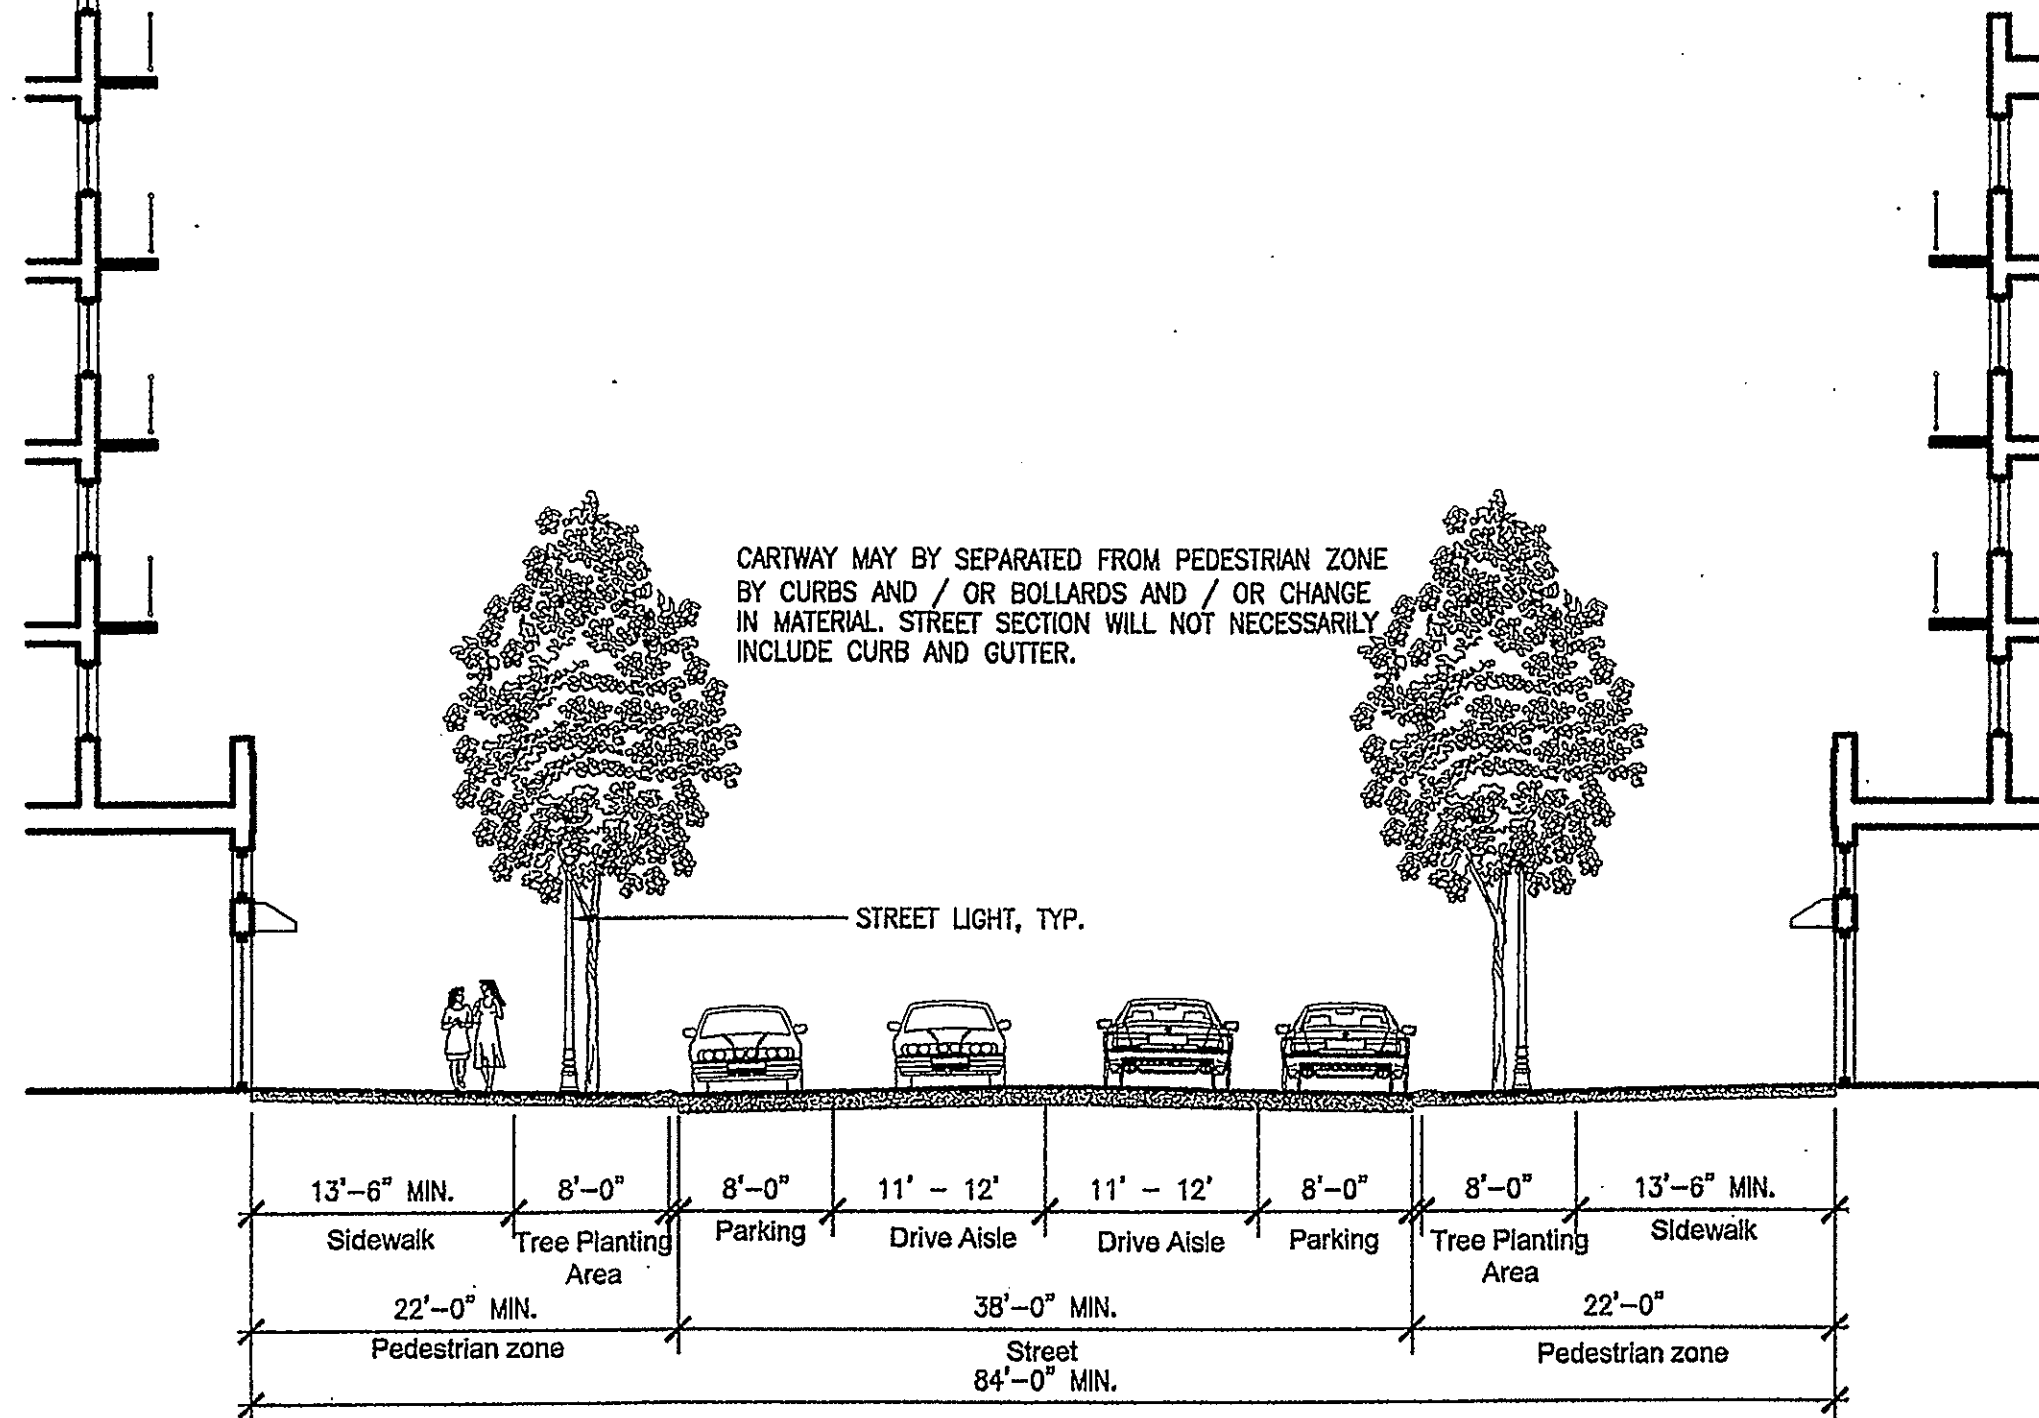 CARTWAY MAY BY SEPARATED FROM PEDESTRIAN ZONE
BY CURBS AND / OR BOLLARDS AND / OR CHANGE
IN MATERIAL. STREET SECTION WILL NOT NECESSARILY
INCLUDE CURB AND GUTTER.
STREET LIGHT, TYP.
13'-6" MIN. 8'-0" 8'-0" 11' - 12' 11' - 12' 8'-0" 8'-0" 13'-6" MIN.
Sidewalk Tree Planting Parking Drive Aisle Drive Aisle Parking Tree Planting Sidewalk
Area Area
22'-0" MIN. 38'-0" MIN. 22'-0"
Pedestrian zone Street Pedestrian zone
84'-0" MIN.